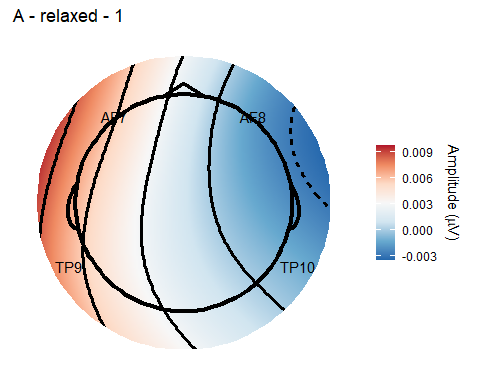 A - relaxed - 1
AF7
AF8
TP9
TP10
0.009
0.006
0.003
0.000
-0.003
Amplitude (μV)